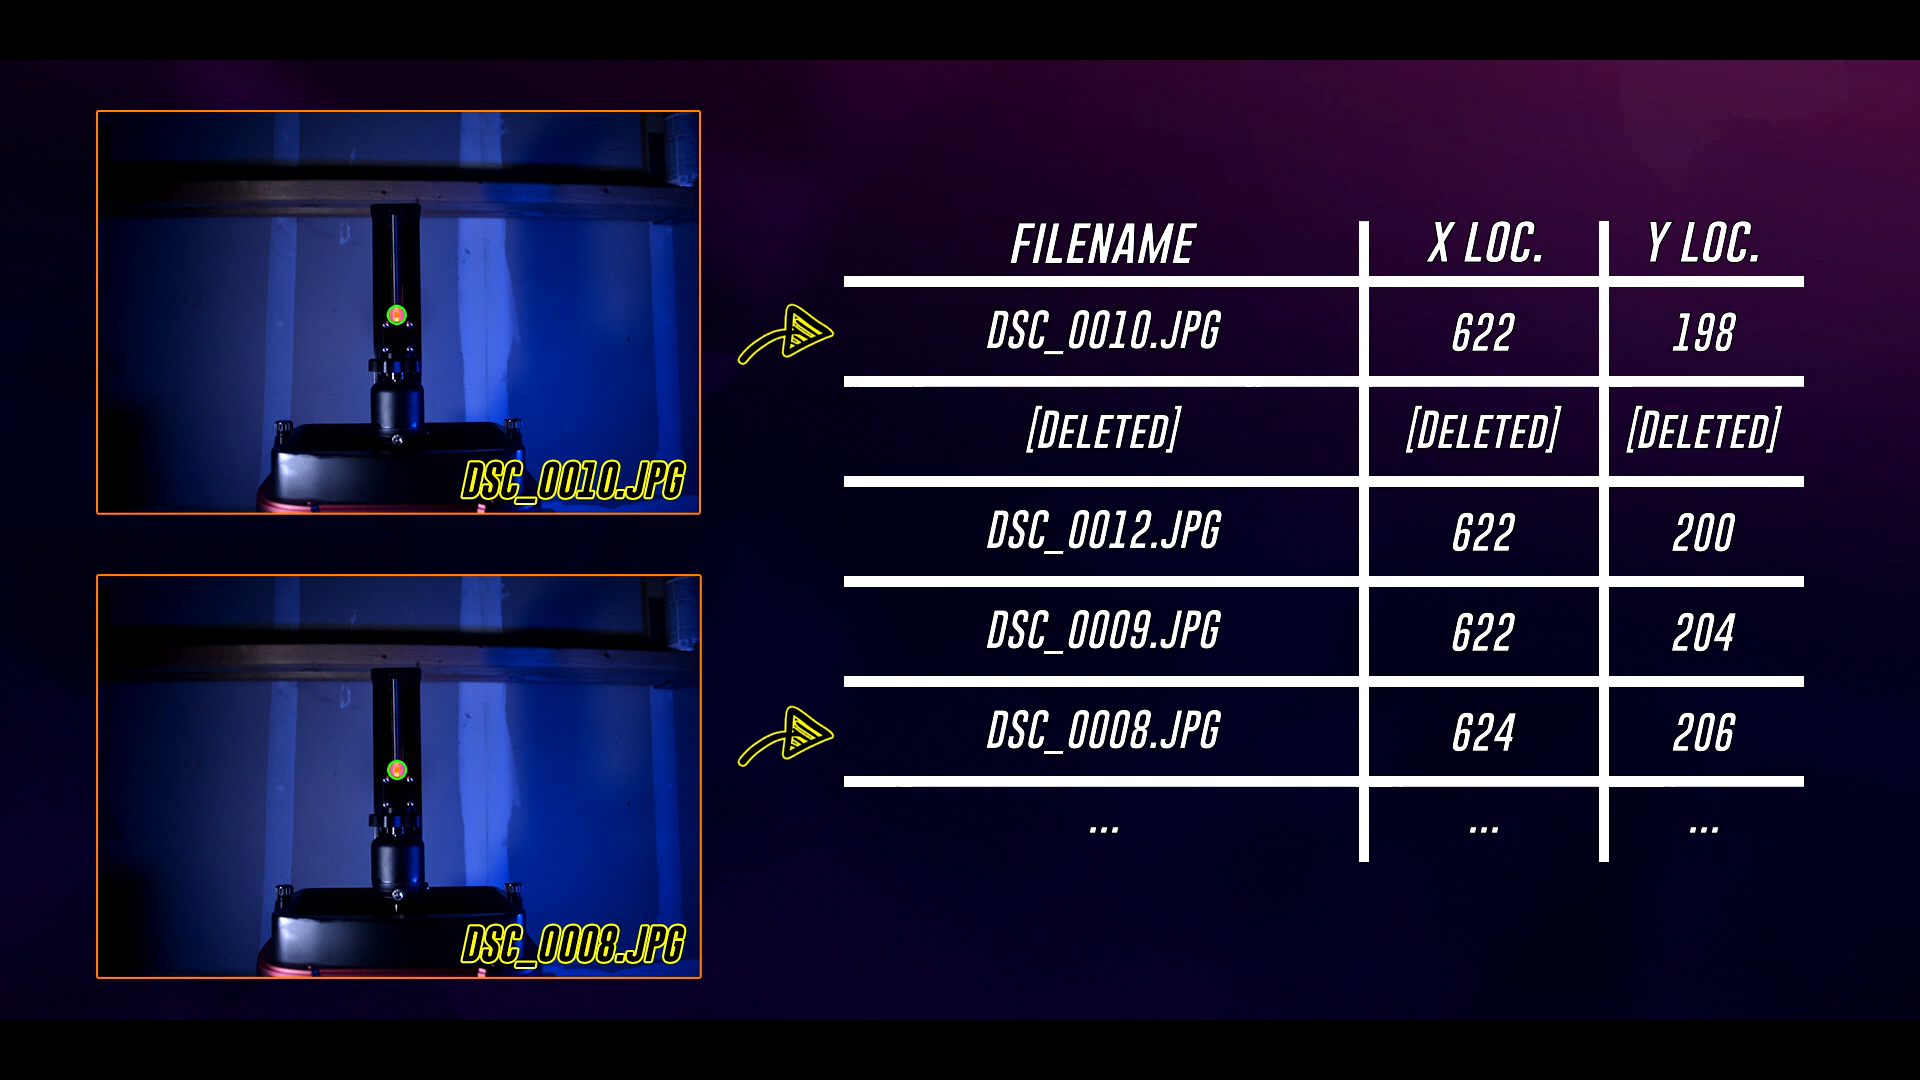 DSC_0010.JPG
DSC_0008.JPG
FILENAME X LOC. Y LOC.
DSC_0010.JPG 622 198
[DELETED] [DELETED] [DELETED]
DSC_0012.JPG 622 200
DSC_0009.JPG 622 204
DSC_0008.JPG 624 206
... ... ...